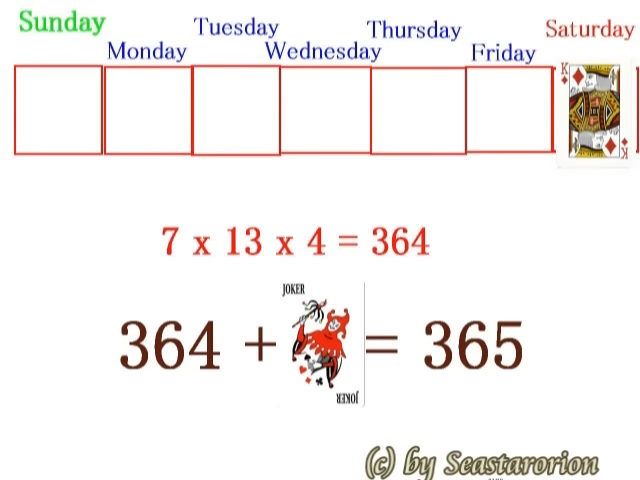 Sunday Tuesday Thursday Saturday
Monday Wednesday Friday
K
K
7 x 13 x 4 = 364
JOKER
364 + = 365
JOKER
(c) by Seastarorion